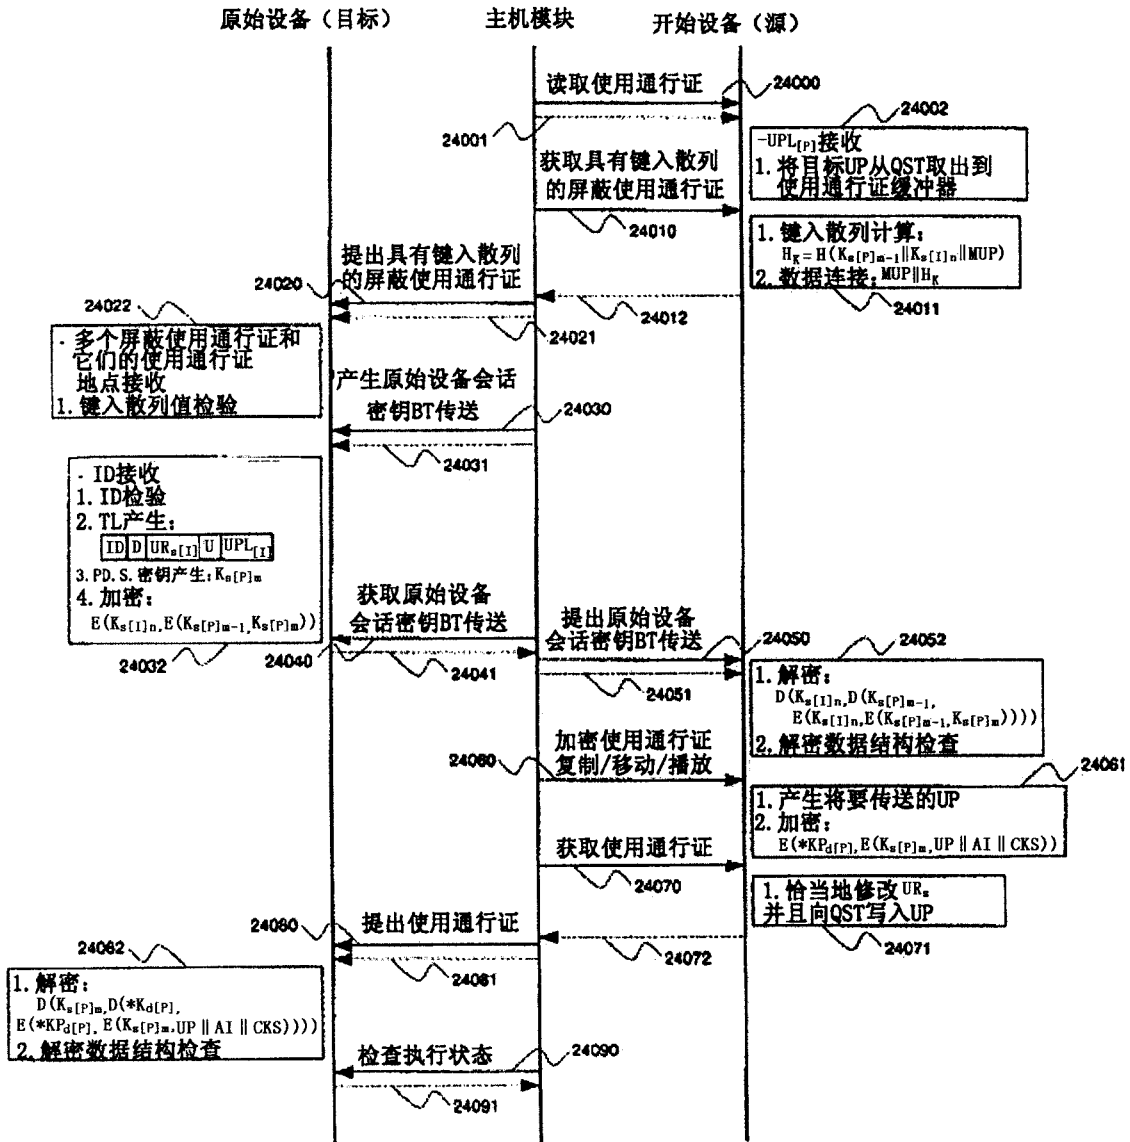 原始设备（目标）
主机模块
开始设备（源）
读取使用通行证
24000
24001
24002
-UPL[P]接收
1. 将目标UP从QST取出到
使用通行证缓冲器
获取具有键入散列
的屏蔽使用通行证
24010
1. 键入散列计算：
HK=H(Ks[P]m-1‖Ks[I]n‖MUP)
2. 数据连接：MUP‖HK
24011
24012
提出具有键入散列
的屏蔽使用通行证
24020
24021
24022
- 多个屏蔽使用通行证和
它们的使用通行证
地点接收
1. 键入散列值检验
产生原始设备会话
密钥BT传送
24030
24031
- ID接收
1. ID检验
2. TL产生：
ID D URs[I] U UPL[I]
3. PD. S. 密钥产生：Ks[P]m
4. 加密：
E(Ks[I]n,E(Ks[P]m-1,Ks[P]m))
24032
获取原始设备
会话密钥BT传送
24040
24041
提出原始设备
会话密钥BT传送
24050
24051
24052
1. 解密：
D(Ks[I]n,D(Ks[P]m-1,
E(Ks[I]n,E(Ks[P]m-1,Ks[P]m))))
2. 解密数据结构检查
加密使用通行证
复制/移动/播放
24060
24061
1. 产生将要传送的UP
2. 加密：
E(*KPd[P],E(Ks[P]m,UP‖AI‖CKS))
获取使用通行证
24070
1. 恰当地修改URs
并且向QST写入UP
24071
24072
提出使用通行证
24080
24081
24082
1. 解密：
D(Ks[P]m,D(*Kd[P],
E(*KPd[P], E(Ks[P]m,UP‖AI‖CKS))))
2. 解密数据结构检查
检查执行状态
24090
24091